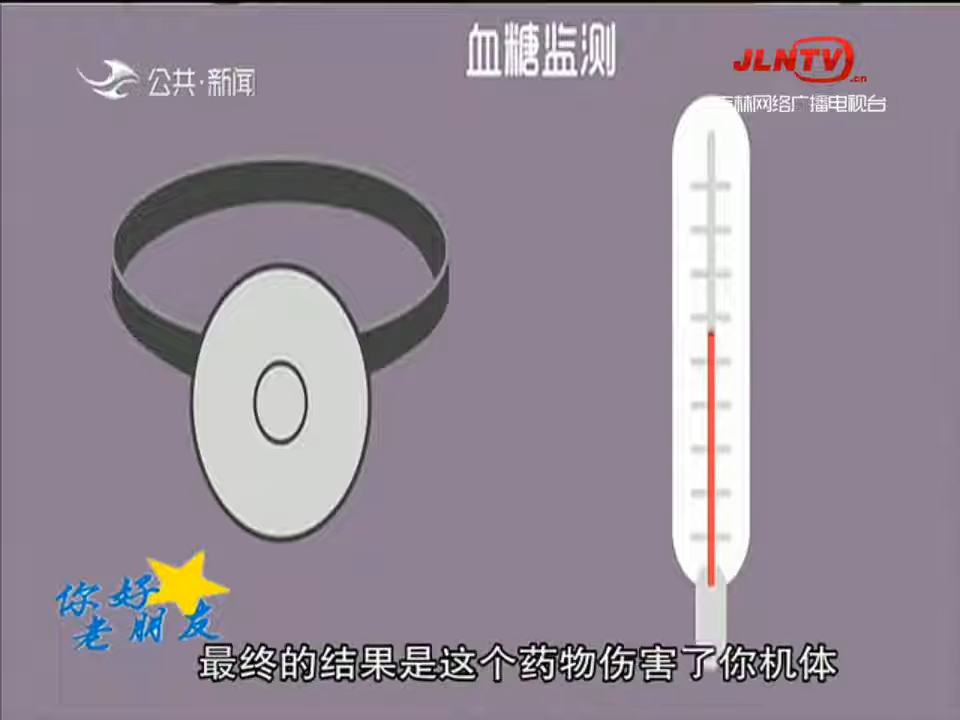 血糖监测
公共·新闻
JLNTV.cn
吉林网络广播电视台
你好
老朋友
最终的结果是这个药物伤害了你机体